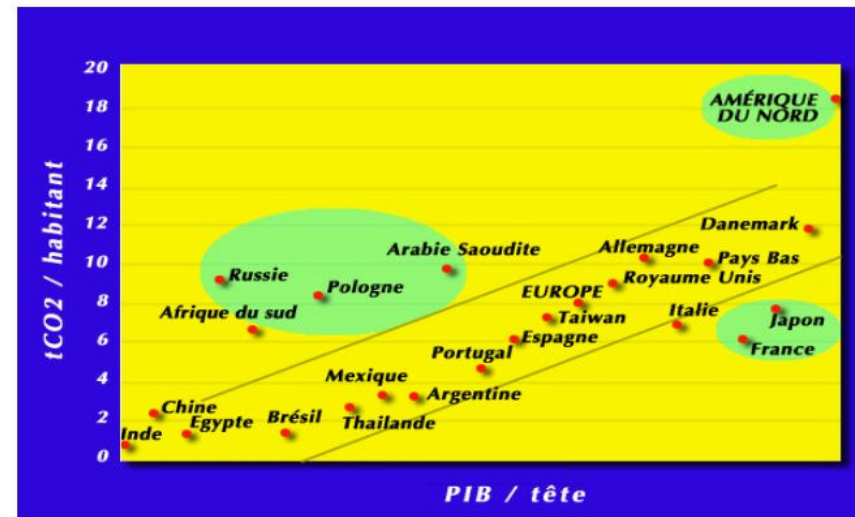 20
18
16
14
12
10
8
6
4
2
0
tCO2 / habitant
AMÉRIQUE
DU NORD
Danemark
Arabie Saoudite
Allemagne
Pays Bas
Russie
Royaume Unis
Pologne
EUROPE
Afrique du sud
Taiwan
Italie
Japon
Espagne
France
Portugal
Mexique
Argentine
Chine
Egypte
Brésil
Thailande
Inde
PIB / tête